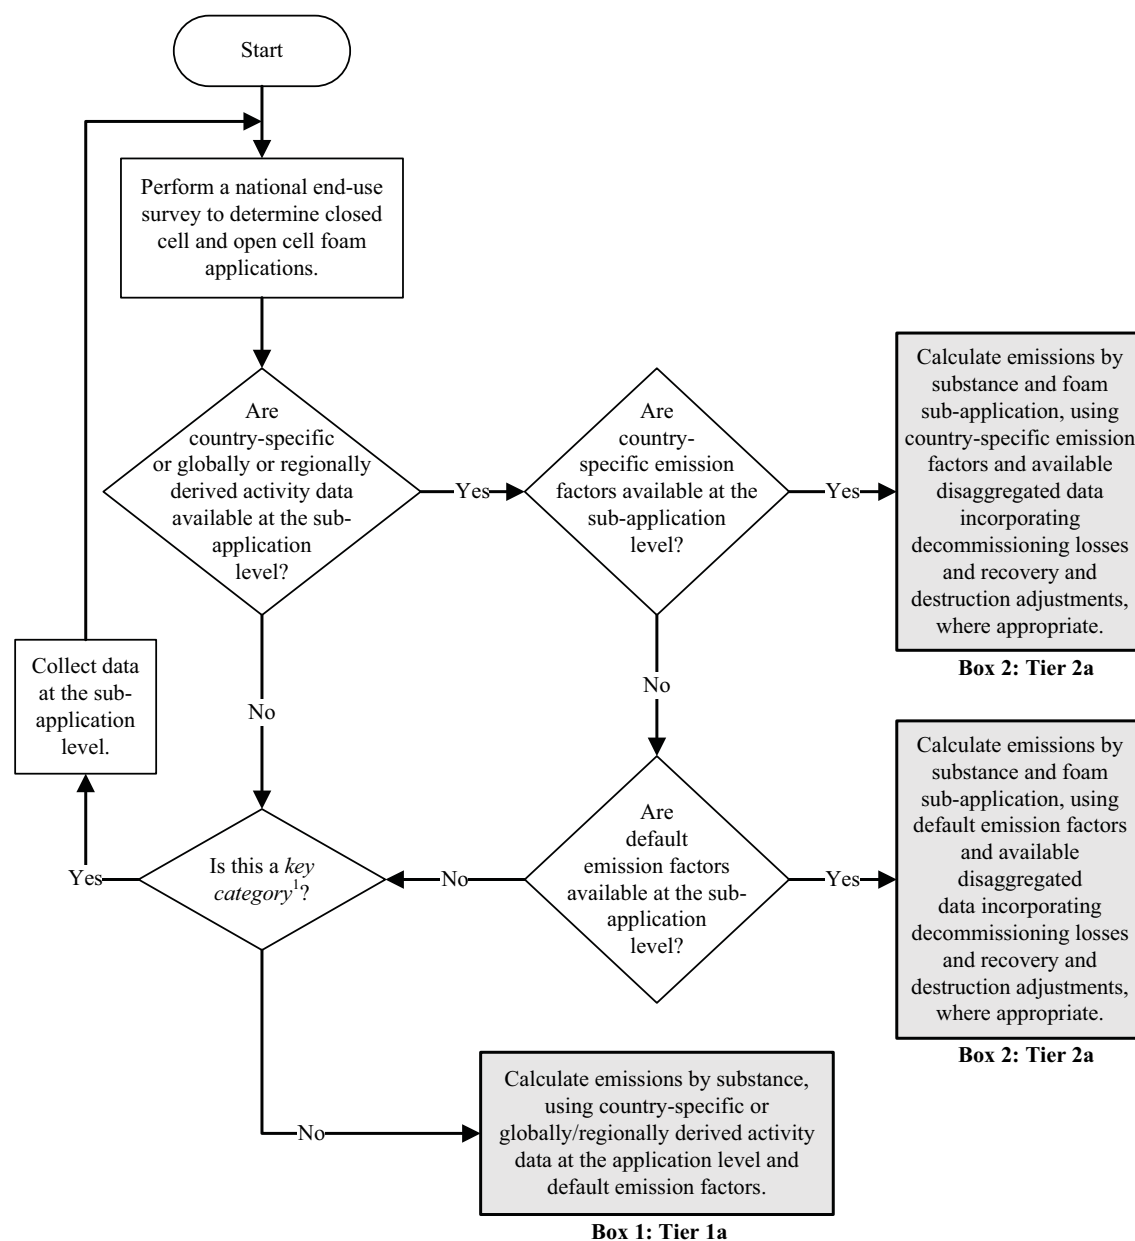 Start
Perform a national end-use
survey to determine closed
cell and open cell foam
applications.
Are
country-specific
or globally or regionally
derived activity data
available at the sub-
application
level?
Yes
Are
country-
specific emission
factors available at the
sub-application
level?
Yes
Calculate emissions by
substance and foam
sub-application, using
country-specific emission
factors and available
disaggregated data
incorporating
decommissioning losses
and recovery and
destruction adjustments,
where appropriate.
Box 2: Tier 2a
No
No
Collect data
at the sub-
application
level.
Yes
Is this a key
category¹?
No
Are
default
emission factors
available at the sub-
application
level?
Yes
Calculate emissions by
substance and foam
sub-application, using
default emission factors
and available
disaggregated
data incorporating
decommissioning losses
and recovery and
destruction adjustments,
where appropriate.
Box 2: Tier 2a
No
Calculate emissions by substance,
using country-specific or
globally/regionally derived activity
data at the application level and
default emission factors.
Box 1: Tier 1a